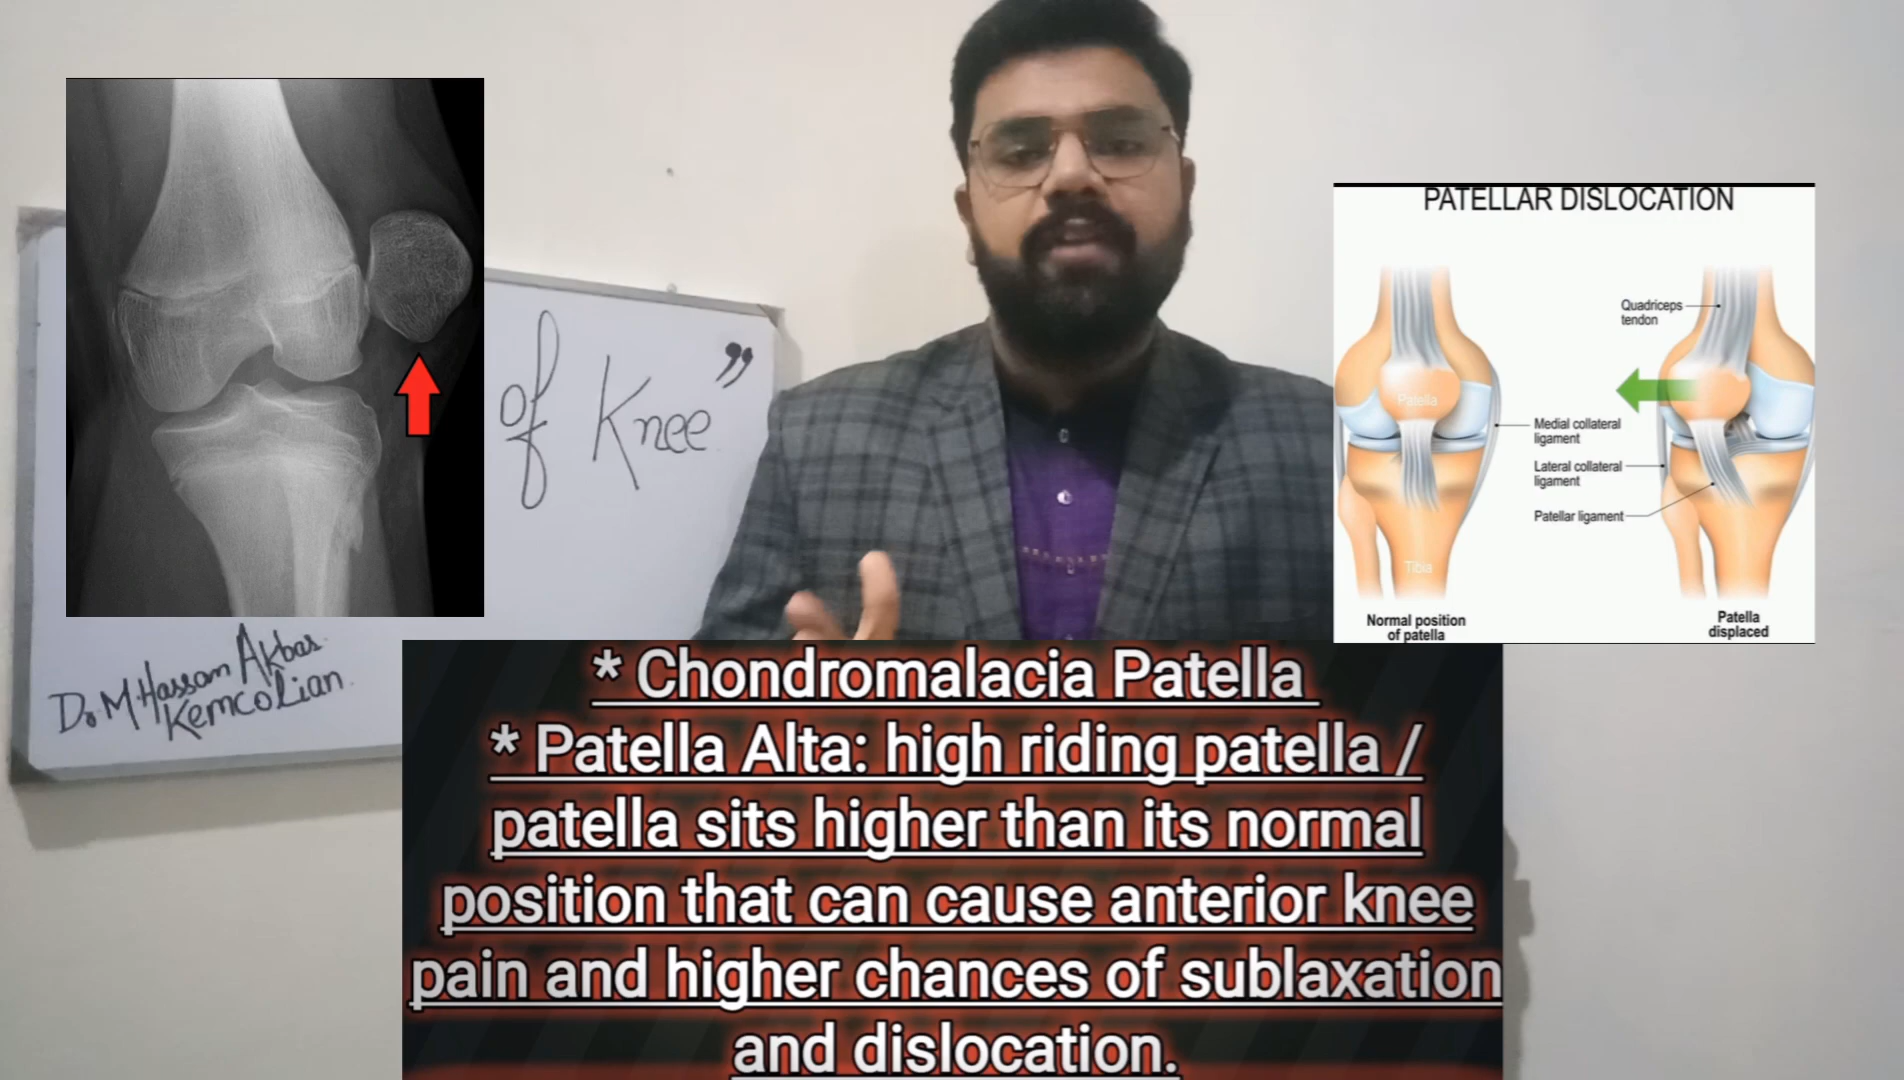 of Knee”
Dr M Hassan Akbar
Kemcolian
PATELLAR DISLOCATION
Quadriceps
tendon
Patella
Medial collateral
ligament
Lateral collateral
ligament
Patellar ligament
Tibia
Normal position
of patella
Patella
displaced
* Chondromalacia Patella
* Patella Alta: high riding patella /
patella sits higher than its normal
position that can cause anterior knee
pain and higher chances of sublaxation
and dislocation.